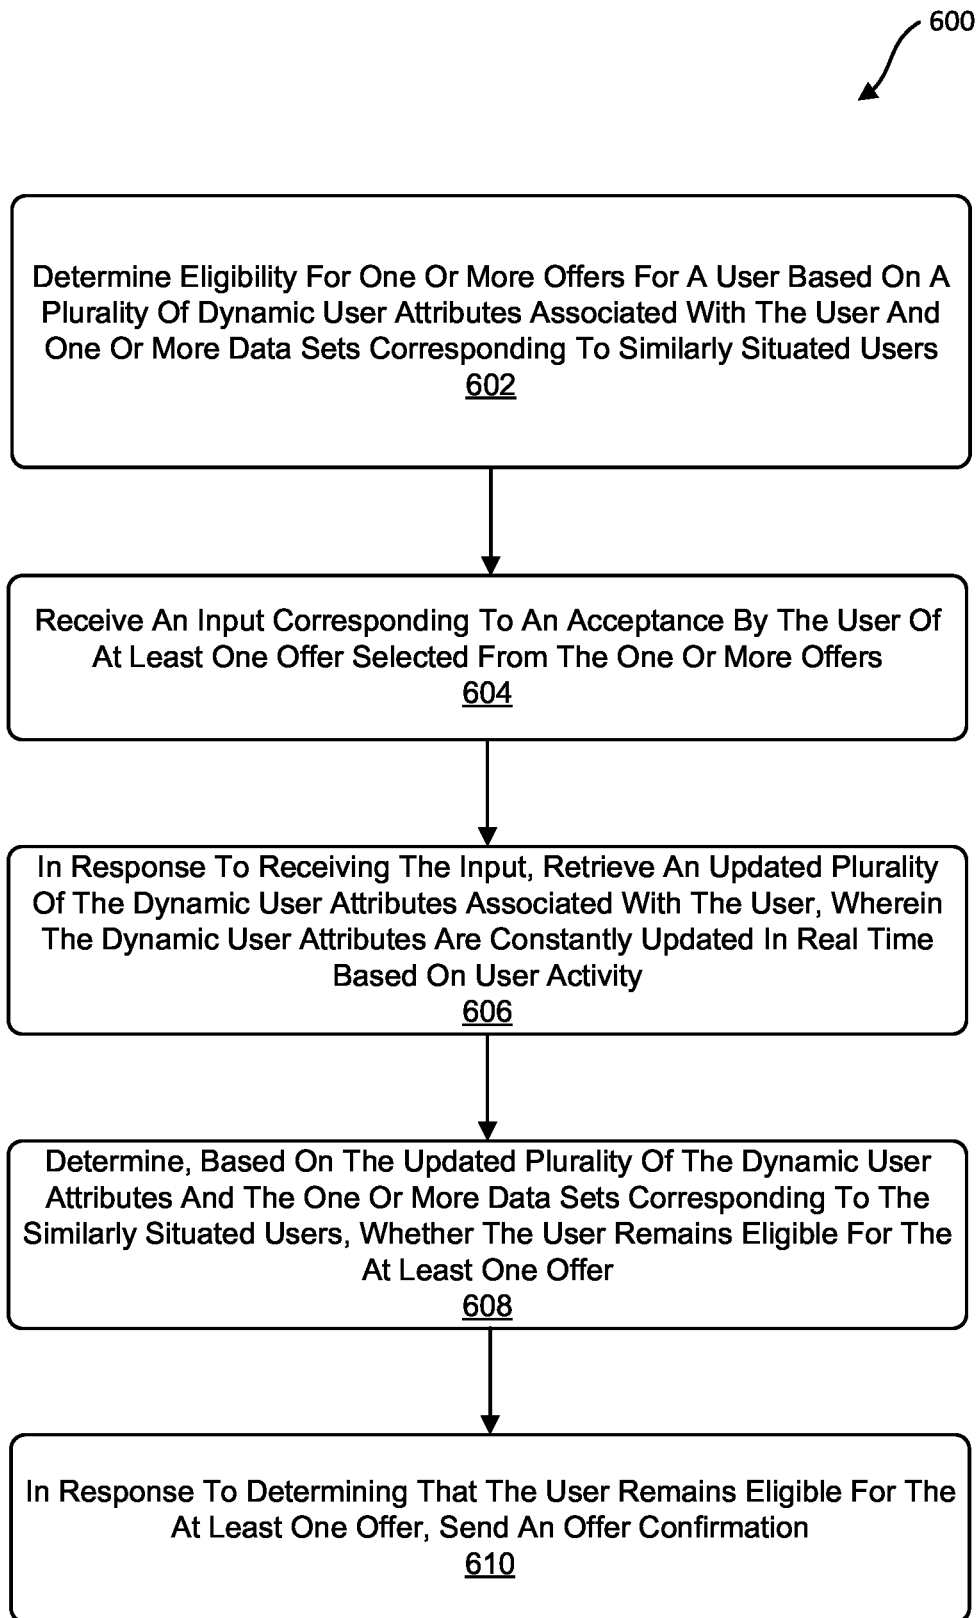 600
Determine Eligibility For One Or More Offers For A User Based On A
Plurality Of Dynamic User Attributes Associated With The User And
One Or More Data Sets Corresponding To Similarly Situated Users
602
Receive An Input Corresponding To An Acceptance By The User Of
At Least One Offer Selected From The One Or More Offers
604
In Response To Receiving The Input, Retrieve An Updated Plurality
Of The Dynamic User Attributes Associated With The User, Wherein
The Dynamic User Attributes Are Constantly Updated In Real Time
Based On User Activity
606
Determine, Based On The Updated Plurality Of The Dynamic User
Attributes And The One Or More Data Sets Corresponding To The
Similarly Situated Users, Whether The User Remains Eligible For The
At Least One Offer
608
In Response To Determining That The User Remains Eligible For The
At Least One Offer, Send An Offer Confirmation
610